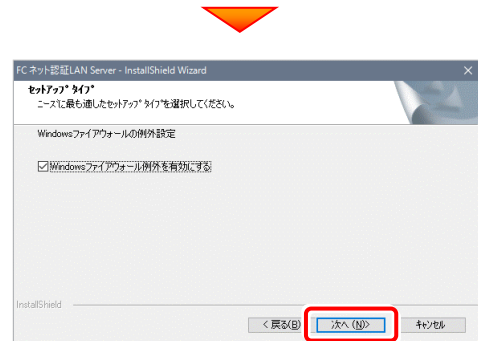 FC ネット認証LAN Server - InstallShield Wizard
セットアップ タイプ
ニーズに最も適したセットアップ タイプを選択してください。
Windowsファイアウォールの例外設定
Windowsファイアウォール例外を有効にする
InstallShield
< 戻る(B)
次へ (N)>
キャンセル